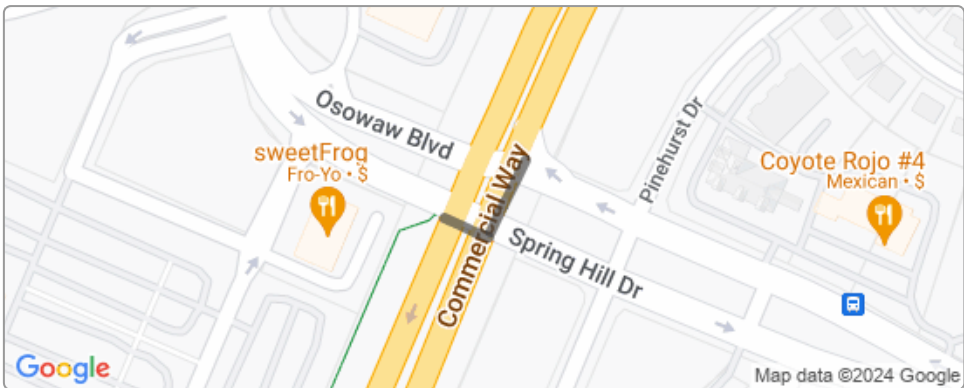 Osowaw Blvd
sweetFrog
Fro-Yo • $
Commercial Way
Pinehurst Dr
Coyote Rojo #4
Mexican • $
Spring Hill Dr
Google
Map data ©2024 Google